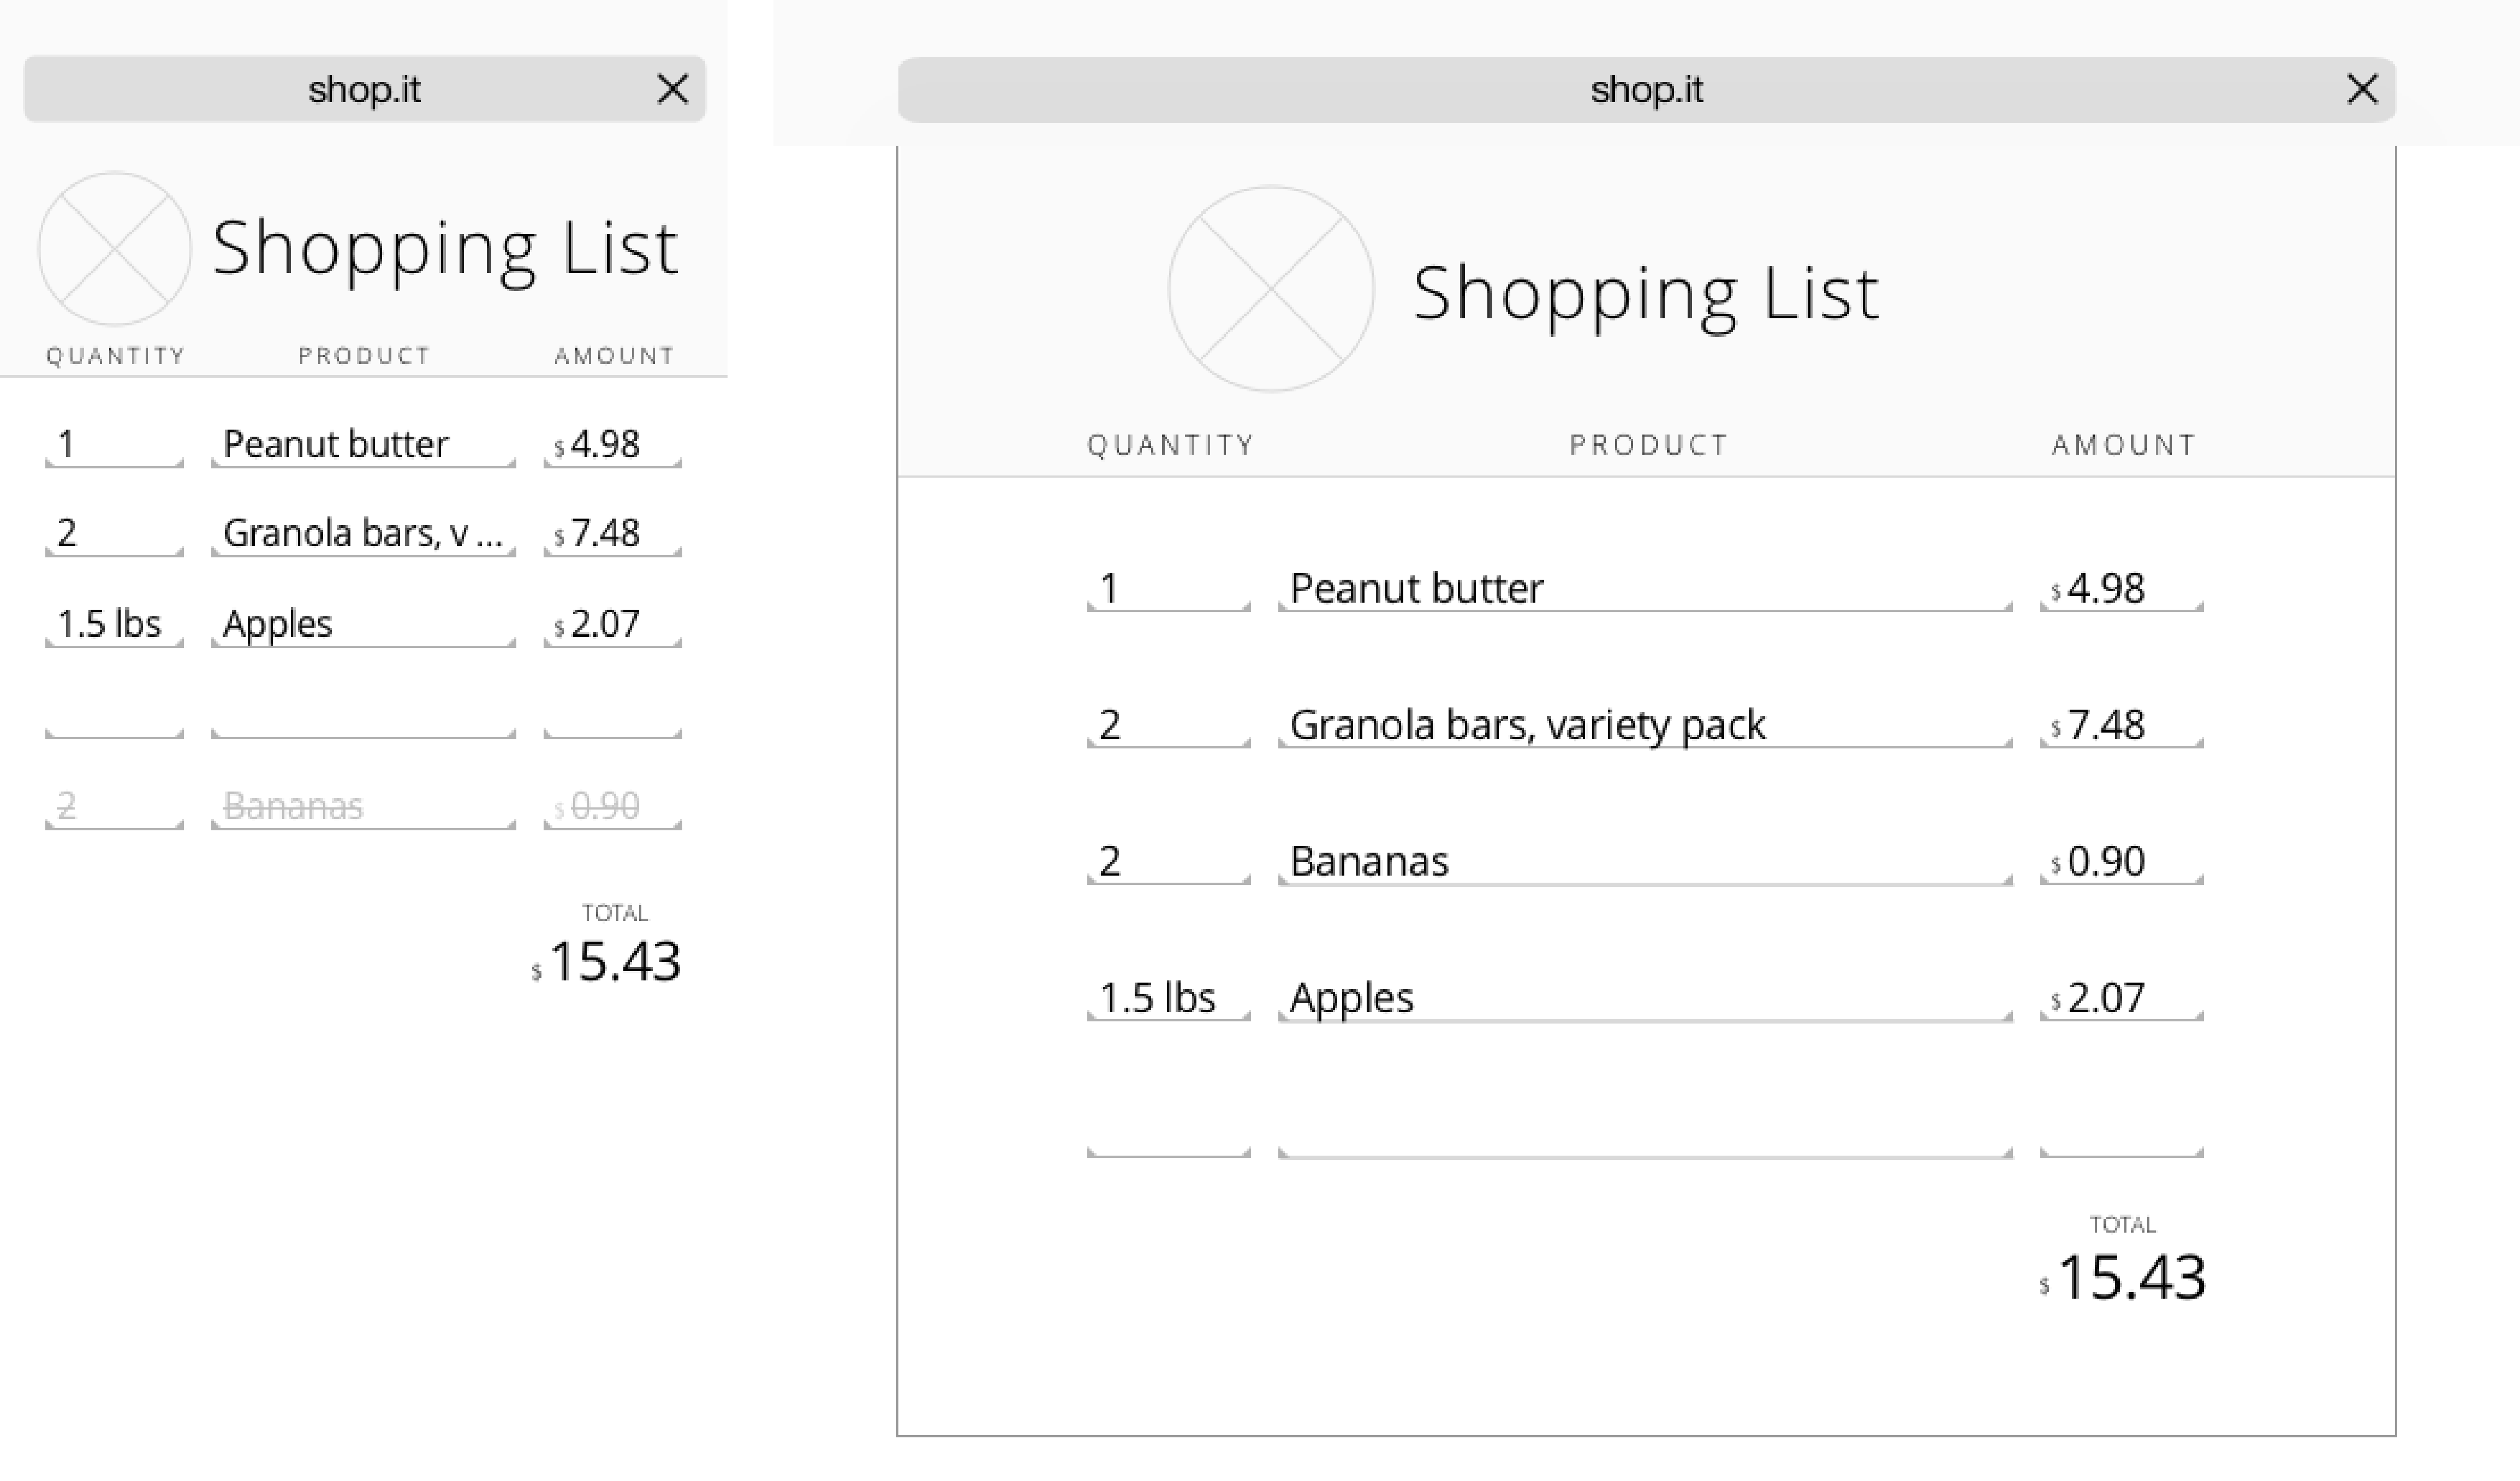 shop.it
Shopping List
QUANTITY PRODUCT AMOUNT
1 Peanut butter $ 4.98
2 Granola bars, v ... $ 7.48
1.5 lbs Apples $ 2.07
2 Bananas $ 0.90
TOTAL
$ 15.43
shop.it
Shopping List
QUANTITY PRODUCT AMOUNT
1 Peanut butter $ 4.98
2 Granola bars, variety pack $ 7.48
2 Bananas $ 0.90
1.5 lbs Apples $ 2.07
TOTAL
$ 15.43